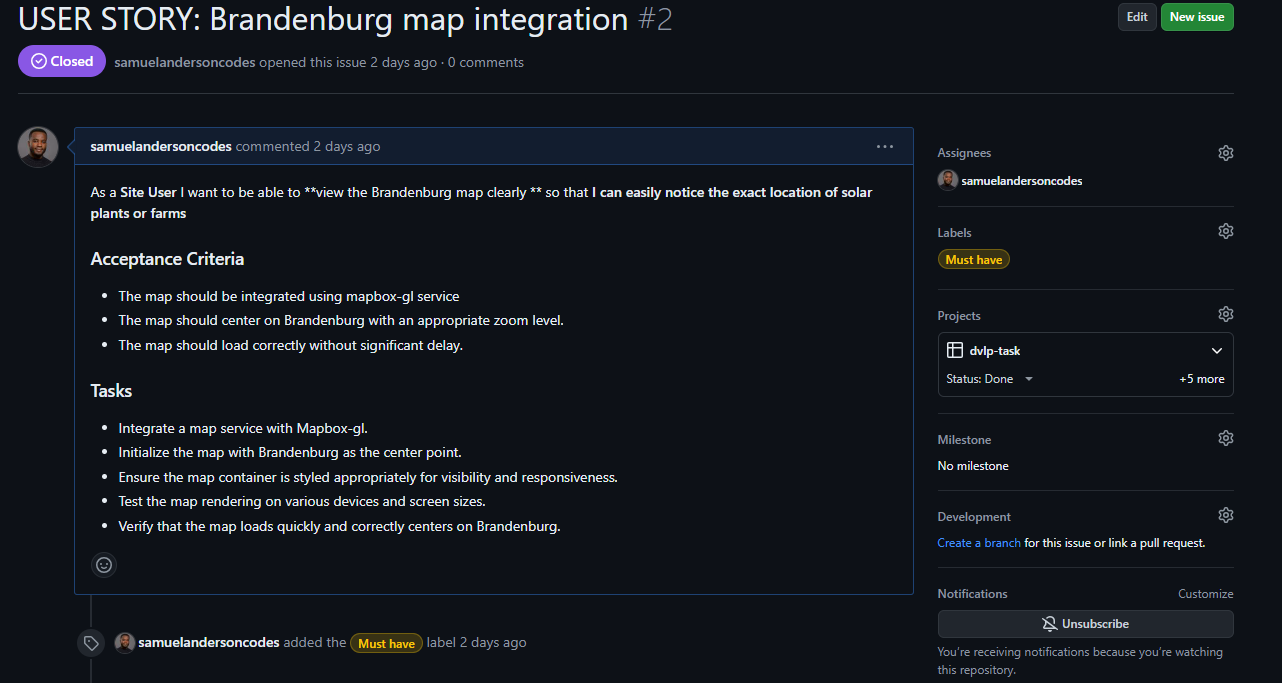 USER STORY: Brandenburg map integration #2
Edit
New issue
Closed
samuelandersoncodes opened this issue 2 days ago · 0 comments
samuelandersoncodes commented 2 days ago
As a Site User I want to be able to **view the Brandenburg map clearly ** so that I can easily notice the exact location of solar
plants or farms
Acceptance Criteria
• The map should be integrated using mapbox-gl service
• The map should center on Brandenburg with an appropriate zoom level.
• The map should load correctly without significant delay.
Tasks
• Integrate a map service with Mapbox-gl.
• Initialize the map with Brandenburg as the center point.
• Ensure the map container is styled appropriately for visibility and responsiveness.
• Test the map rendering on various devices and screen sizes.
• Verify that the map loads quickly and correctly centers on Brandenburg.
samuelandersoncodes added the Must have label 2 days ago
Assignees
samuelandersoncodes
Labels
Must have
Projects
dvlp-task
Status: Done
+5 more
Milestone
No milestone
Development
Create a branch for this issue or link a pull request.
Notifications
Customize
Unsubscribe
You're receiving notifications because you're watching
this repository.